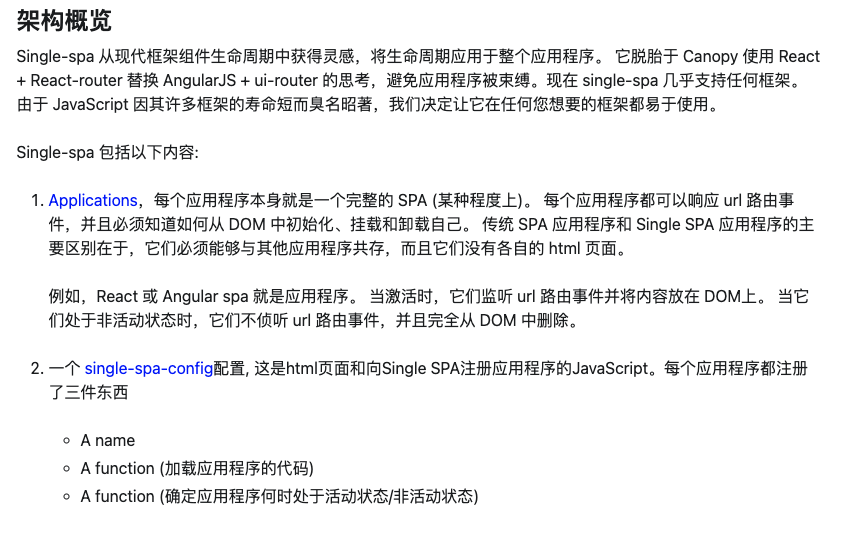 架构概览
Single-spa 从现代框架组件生命周期中获得灵感，将生命周期应用于整个应用程序。 它脱胎于 Canopy 使用 React
+ React-router 替换 AngularJS + ui-router 的思考，避免应用程序被束缚。现在 single-spa 几乎支持任何框架。
由于 JavaScript 因其许多框架的寿命短而臭名昭著，我们决定让它在任何您想要的框架都易于使用。
Single-spa 包括以下内容:
1. Applications，每个应用程序本身就是一个完整的 SPA (某种程度上)。 每个应用程序都可以响应 url 路由事
件，并且必须知道如何从 DOM 中初始化、挂载和卸载自己。 传统 SPA 应用程序和 Single SPA 应用程序的主
要区别在于，它们必须能够与其他应用程序共存，而且它们没有各自的 html 页面。
例如，React 或 Angular spa 就是应用程序。 当激活时，它们监听 url 路由事件并将内容放在 DOM上。 当它
们处于非活动状态时，它们不侦听 url 路由事件，并且完全从 DOM 中删除。
2. 一个 single-spa-config配置, 这是html页面和向Single SPA注册应用程序的JavaScript。每个应用程序都注册
了三件东西
◦ A name
◦ A function (加载应用程序的代码)
◦ A function (确定应用程序何时处于活动状态/非活动状态)